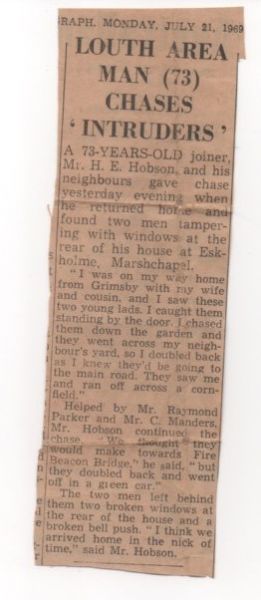 GRAPH. MONDAY, JULY 21, 1969
LOUTH AREA
MAN (73)
CHASES
' INTRUDERS '
A 73-YEARS-OLD joiner,
Mr. H. E. Hobson, and his
neighbours gave chase
yesterday evening when
he returned home and
found two men tamper-
ing with windows at the
rear of his house at Esk-
holme, Marshchapel.
"I was on my way home
from Grimsby with my wife
and cousin, and I saw these
two young lads. I caught them
standing by the door. I chased
them down the garden and
they went across my neigh-
bour's yard, so I doubled back
as I knew they'd be going to
the main road. They saw me
and ran off across a corn-
field."
Helped by Mr. Raymond
Parker and Mr. C. Manders,
Mr. Hobson continued the
chase. "We thought they
would make towards Fire
Beacon Bridge," he said, "but
they doubled back and went
off in a green car."
The two men left behind
them two broken windows at
the rear of the house and a
broken bell push. "I think we
arrived home in the nick of
time," said Mr. Hobson.